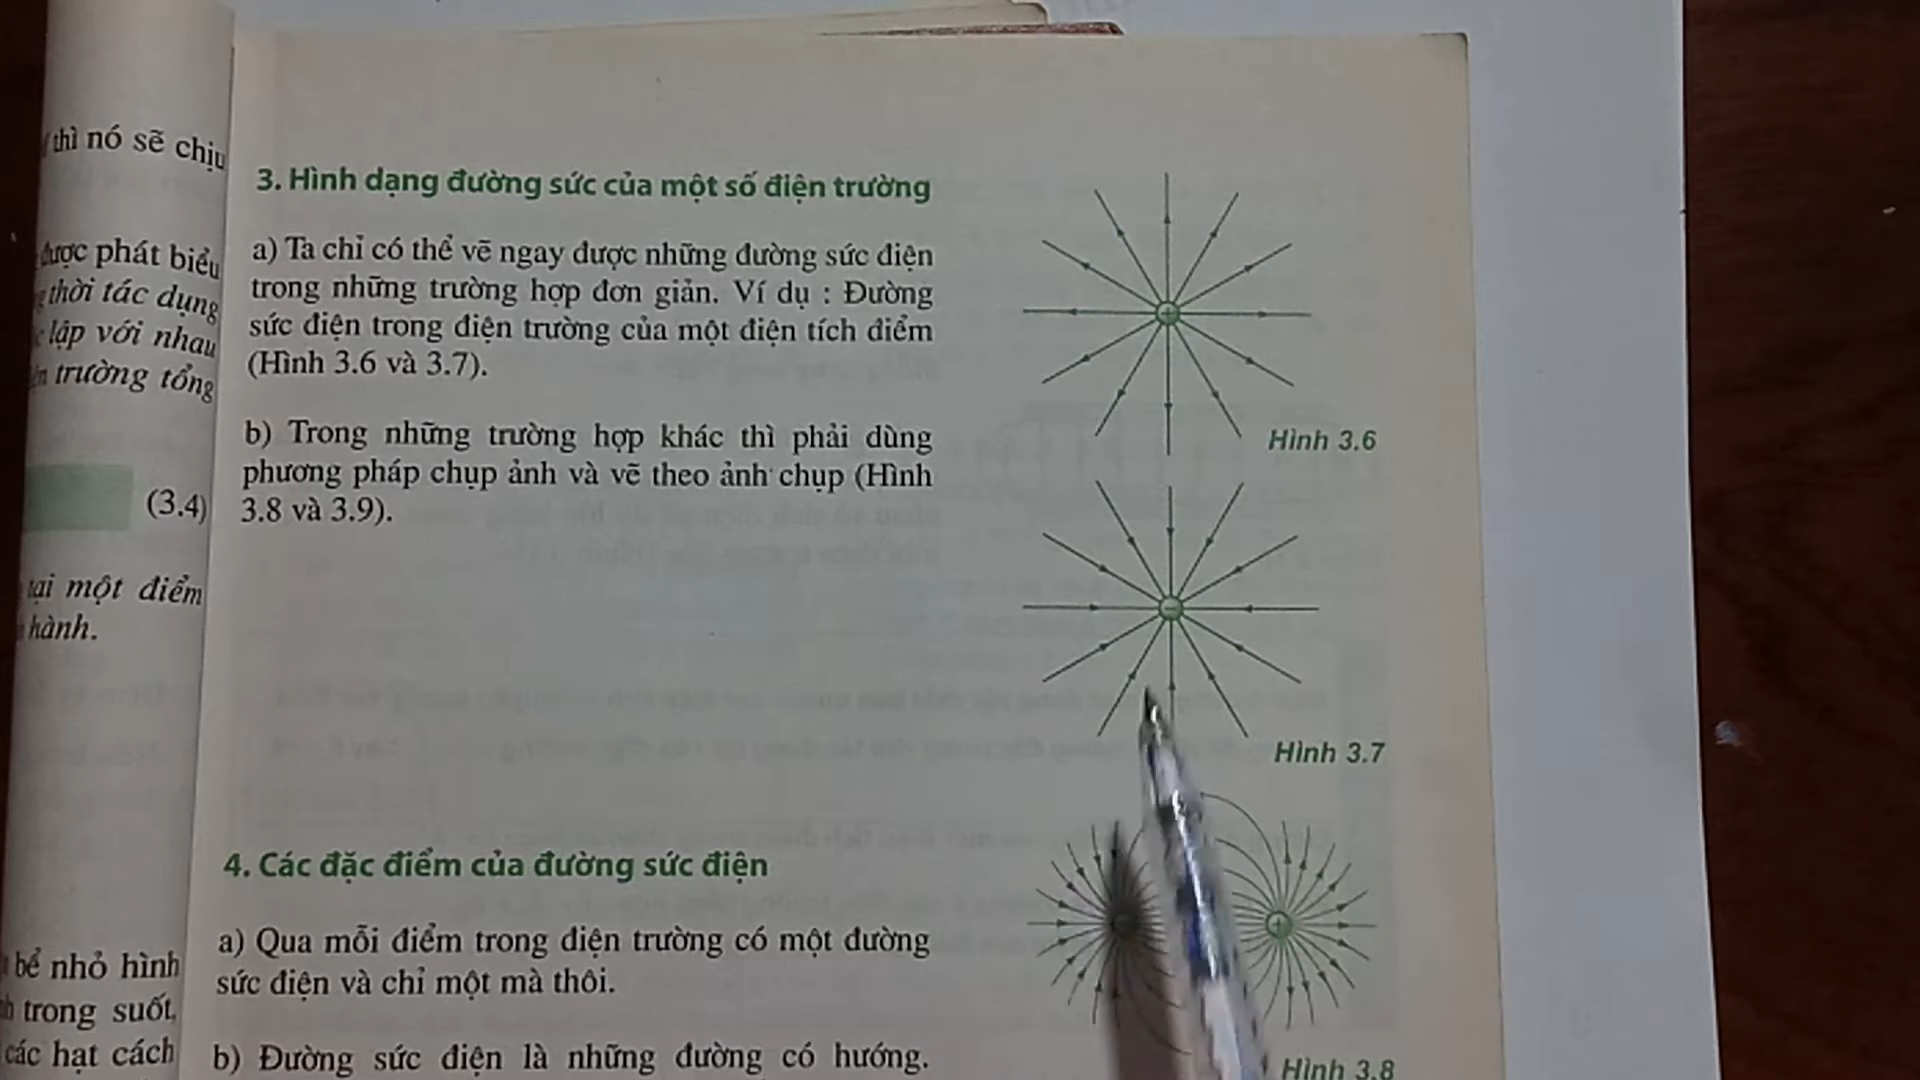 thì nó sẽ chịu
được phát biểu
thời tác dụng
lập với nhau
trường tổng
(3.4)
tại một điểm
hành.
bể nhỏ hình
trong suốt,
các hạt cách
3. Hình dạng đường sức của một số điện trường
a) Ta chỉ có thể vẽ ngay được những đường sức điện
trong những trường hợp đơn giản. Ví dụ : Đường
sức điện trong điện trường của một điện tích điểm
(Hình 3.6 và 3.7).
b) Trong những trường hợp khác thì phải dùng
phương pháp chụp ảnh và vẽ theo ảnh chụp (Hình
3.8 và 3.9).
4. Các đặc điểm của đường sức điện
a) Qua mỗi điểm trong điện trường có một đường
sức điện và chỉ một mà thôi.
b) Đường sức điện là những đường có hướng.
+
Hình 3.6
−
Hình 3.7
+
Hình 3.8